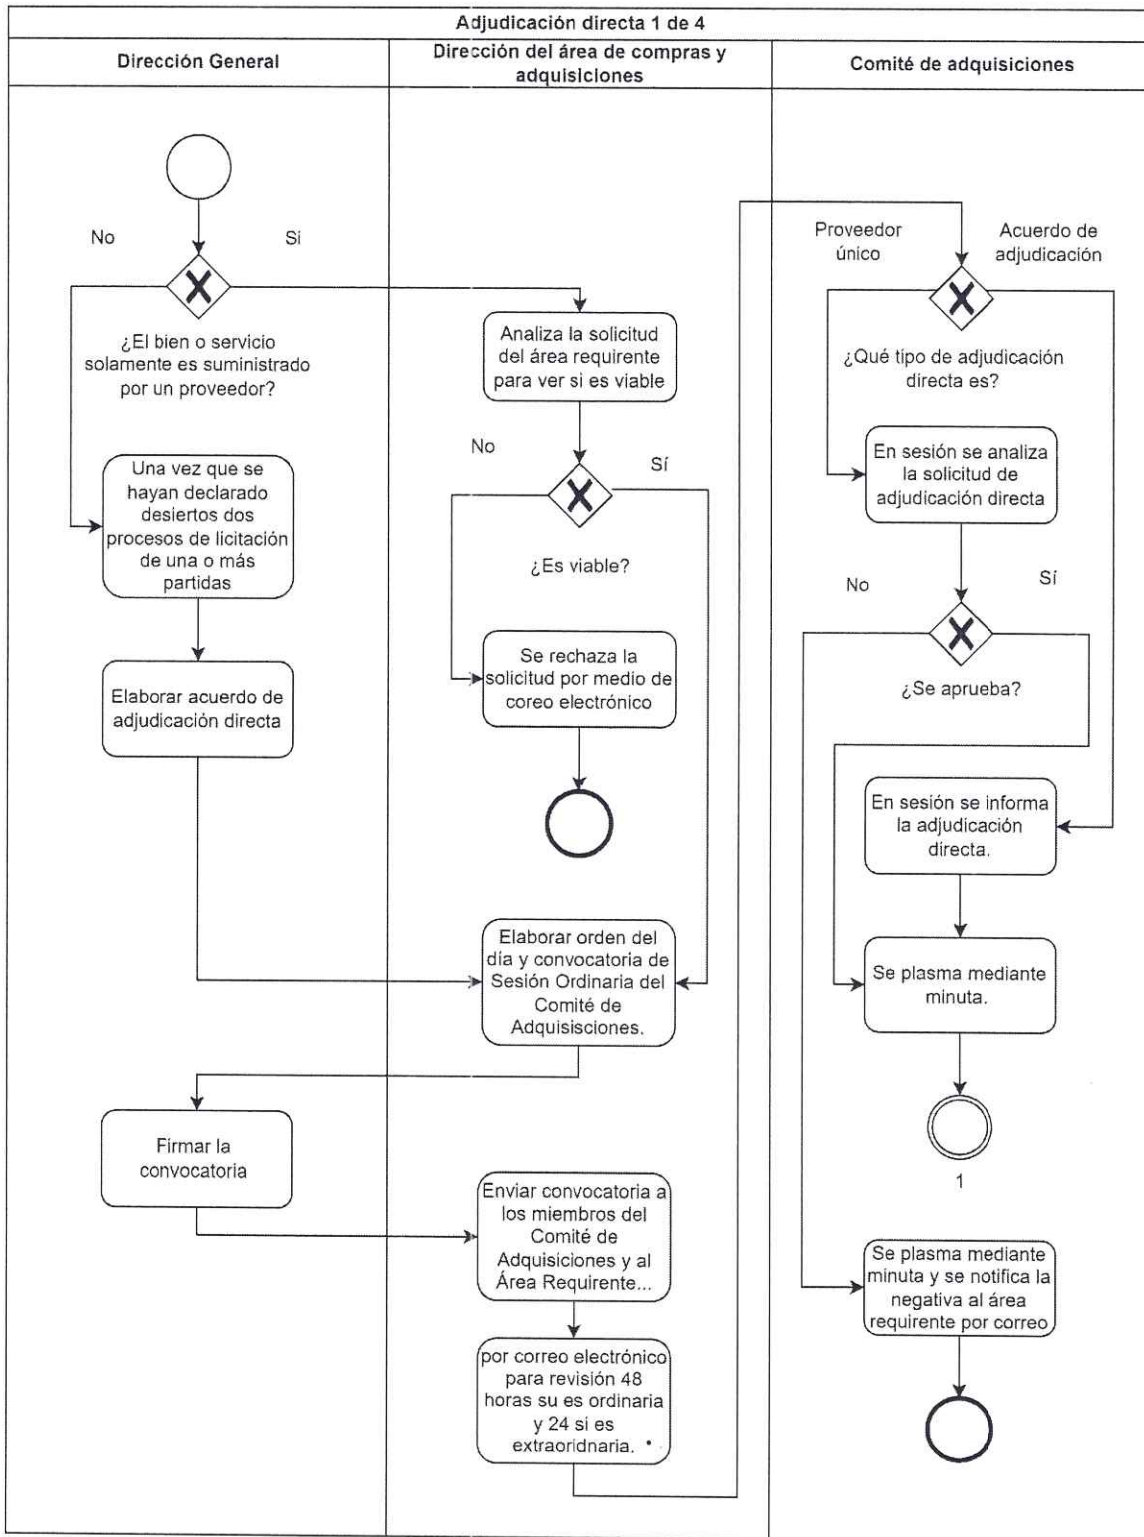 Adjudicación directa 1 de 4
Dirección General
Dirección del área de compras y
adquisiciones
Comité de adquisiciones
No
Si
¿El bien o servicio
solamente es suministrado
por un proveedor?
Una vez que se
hayan declarado
desiertos dos
procesos de licitación
de una o más
partidas
Elaborar acuerdo de
adjudicación directa
Analiza la solicitud
del área requirente
para ver si es viable
No
Sí
¿Es viable?
Se rechaza la
solicitud por medio de
coreo electrónico
Elaborar orden del
día y convocatoria de
Sesión Ordinaria del
Comité de
Adquisisciones.
Firmar la
convocatoria
Enviar convocatoria a
los miembros del
Comité de
Adquisiciones y al
Área Requirente...
por correo electrónico
para revisión 48
horas su es ordinaria
y 24 si es
extraoridnaria.
Proveedor
único
Acuerdo de
adjudicación
¿Qué tipo de adjudicación
directa es?
En sesión se analiza
la solicitud de
adjudicación directa
No
Sí
¿Se aprueba?
En sesión se informa
la adjudicación
directa.
Se plasma mediante
minuta.
1
Se plasma mediante
minuta y se notifica la
negativa al área
requirente por correo